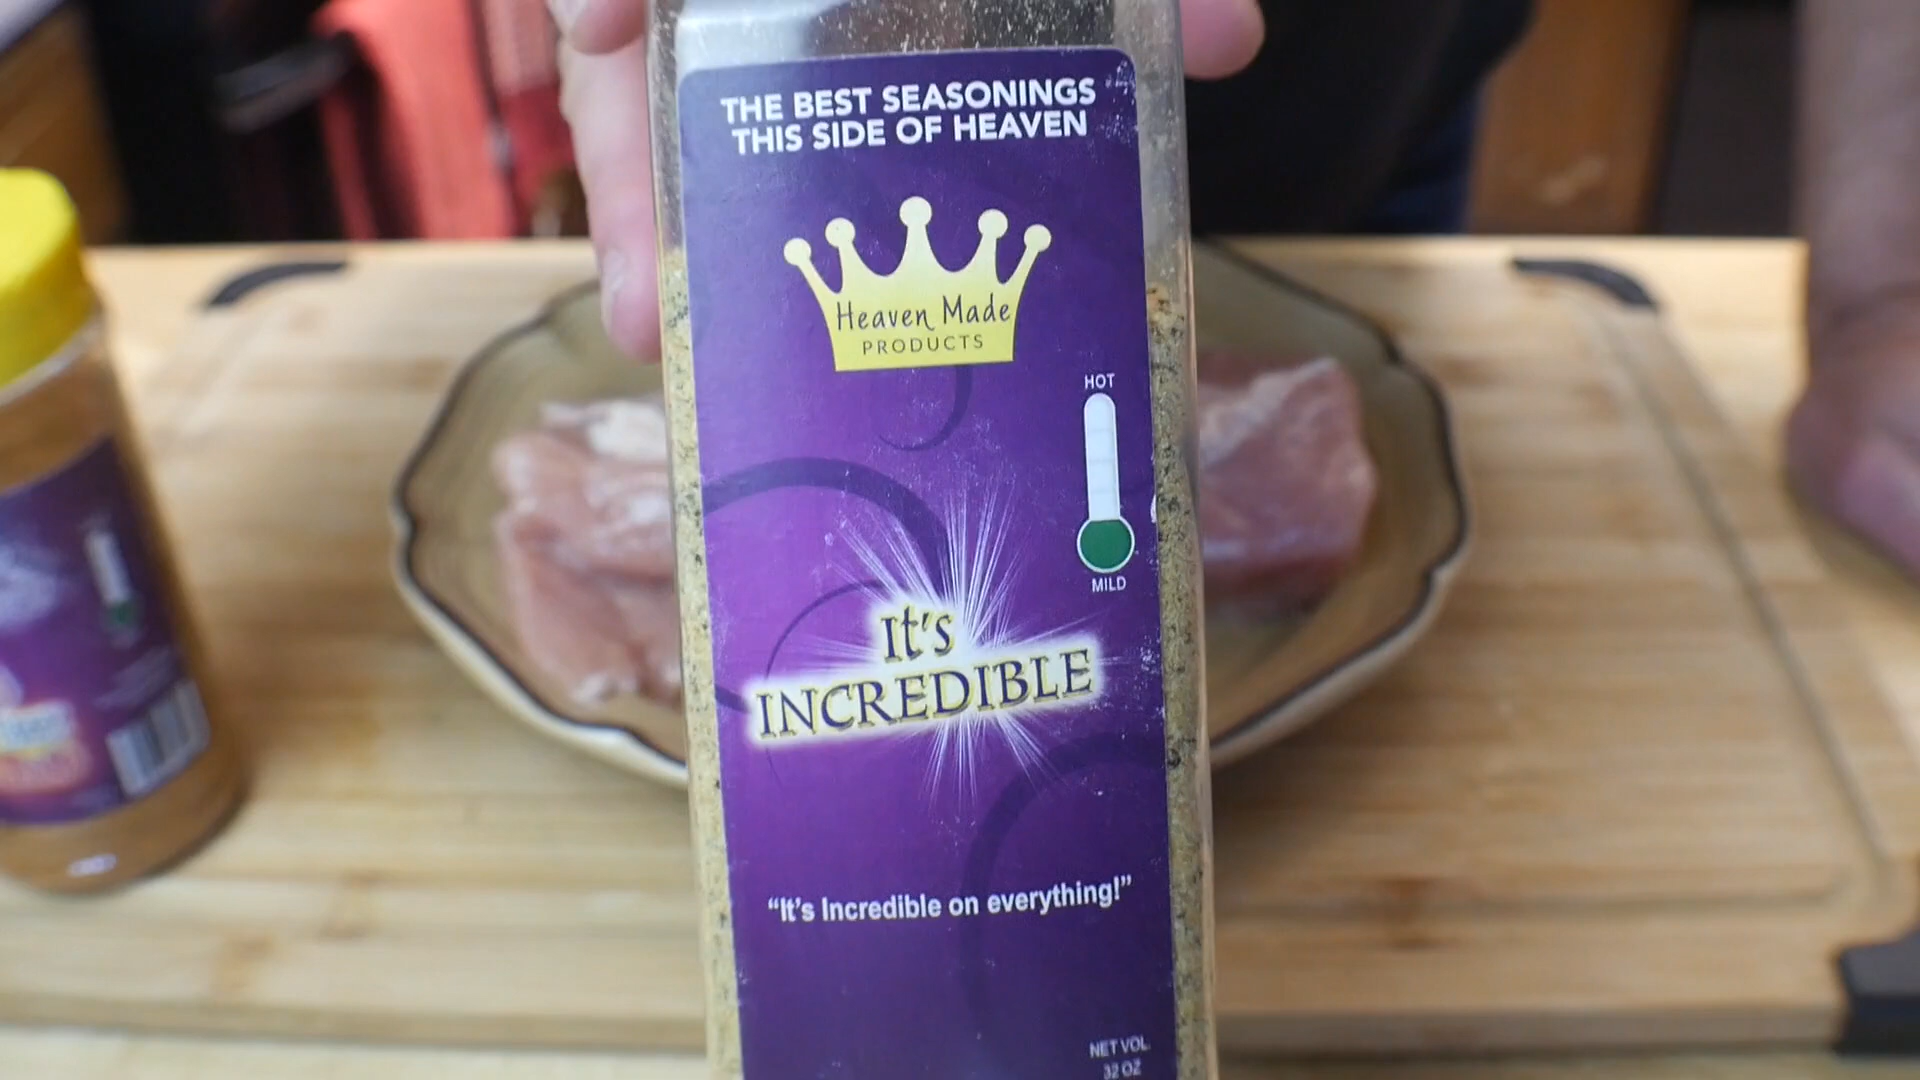 THE BEST SEASONINGS
THIS SIDE OF HEAVEN
Heaven Made
PRODUCTS
HOT
MILD
It's
INCREDIBLE
“It’s Incredible on everything!”
NET VOL.
32 OZ